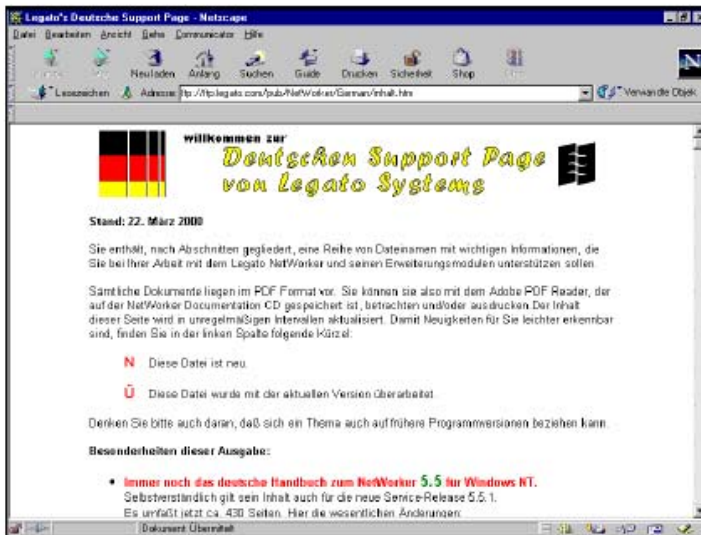 Legato's Deutsche Support Page - Netscape
Datei Bearbeiten Ansicht Gehe Communicator Hilfe
Neu laden Anfang Suchen Guide Drucken Sicherheit Shop
Lesezeichen Adresse ftp://ftp.legato.com/pub/NetWorker/German/inhalt.htm Verwandte Objek
willkommen zur
Deutschen Support Page
von Legato Systems
Stand: 22. März 2000
Sie enthält, nach Abschnitten gegliedert, eine Reihe von Dateinamen mit wichtigen Informationen, die
Sie bei Ihrer Arbeit mit dem Legato NetWorker und seinen Erweiterungsmodulen unterstützen sollen.
Sämtliche Dokumente liegen im PDF Format vor. Sie können sie also mit dem Adobe PDF Reader, der
auf der NetWorker Documentation CD gespeichert ist, betrachten und/oder ausdrucken.Der Inhalt
dieser Seite wird in unregelmäßigen Intervallen aktualisiert. Damit Neuigkeiten für Sie leichter erkennbar
sind, finden Sie in der linken Spalte folgende Kürzel:
N Diese Datei ist neu.
Ü Diese Datei wurde mit der aktuellen Version überarbeitet.
Denken Sie bitte auch daran, daß sich ein Thema auch auf frühere Programmversionen beziehen kann.
Besonderheiten dieser Ausgabe:
• Immer noch das deutsche Handbuch zum NetWorker 5.5 für Windows NT.
Selbstverständlich gilt sein Inhalt auch für die neue Service-Release 5.5.1.
Es umfaßt jetzt ca. 430 Seiten. Hier die wesentlichen Änderungen:
Dokument Übermittelt